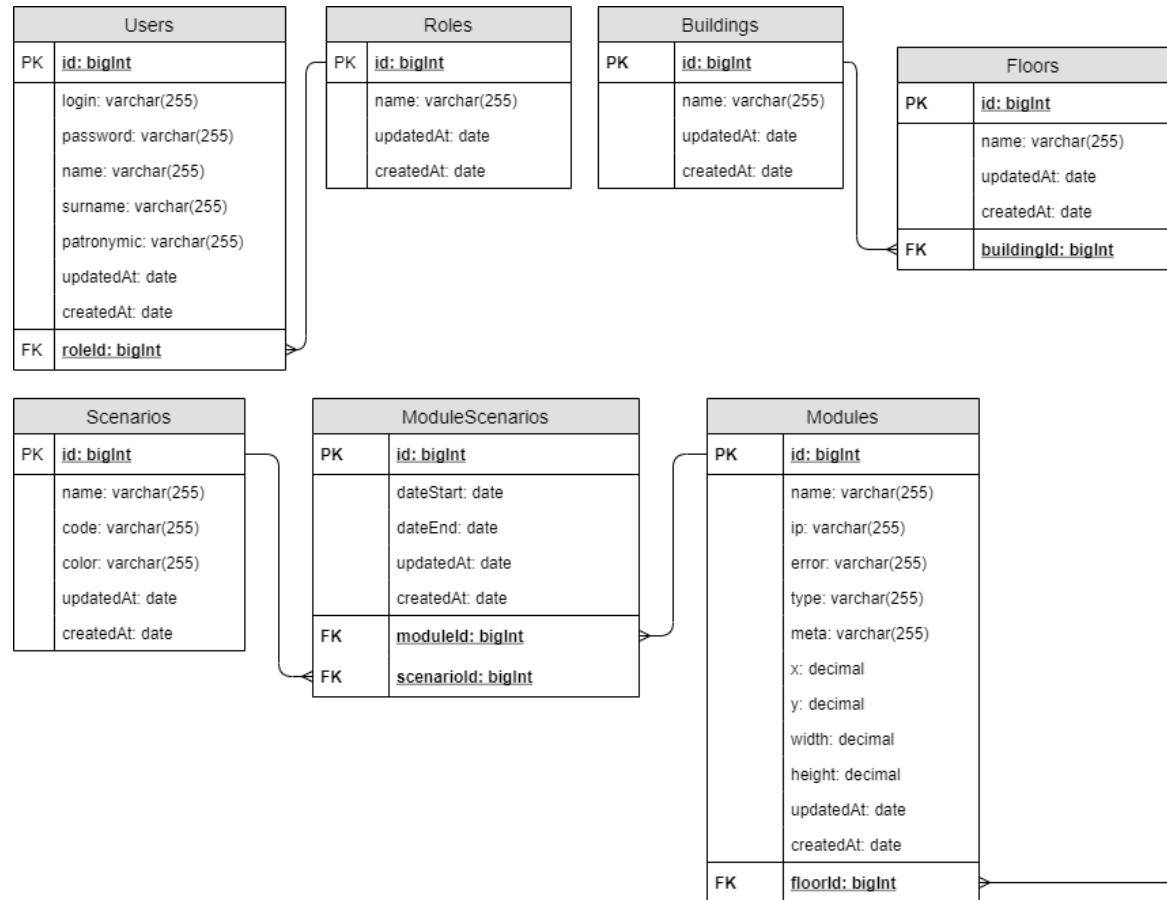 Users
PK id: bigInt
login: varchar(255)
password: varchar(255)
name: varchar(255)
surname: varchar(255)
patronymic: varchar(255)
updatedAt: date
createdAt: date
FK roleId: bigInt
Roles
PK id: bigInt
name: varchar(255)
updatedAt: date
createdAt: date
Buildings
PK id: bigInt
name: varchar(255)
updatedAt: date
createdAt: date
Floors
PK id: bigInt
name: varchar(255)
updatedAt: date
createdAt: date
FK buildingId: bigInt
Scenarios
PK id: bigInt
name: varchar(255)
code: varchar(255)
color: varchar(255)
updatedAt: date
createdAt: date
ModuleScenarios
PK id: bigInt
dateStart: date
dateEnd: date
updatedAt: date
createdAt: date
FK moduleId: bigInt
FK scenarioId: bigInt
Modules
PK id: bigInt
name: varchar(255)
ip: varchar(255)
error: varchar(255)
type: varchar(255)
meta: varchar(255)
x: decimal
y: decimal
width: decimal
height: decimal
updatedAt: date
createdAt: date
FK floorId: bigInt